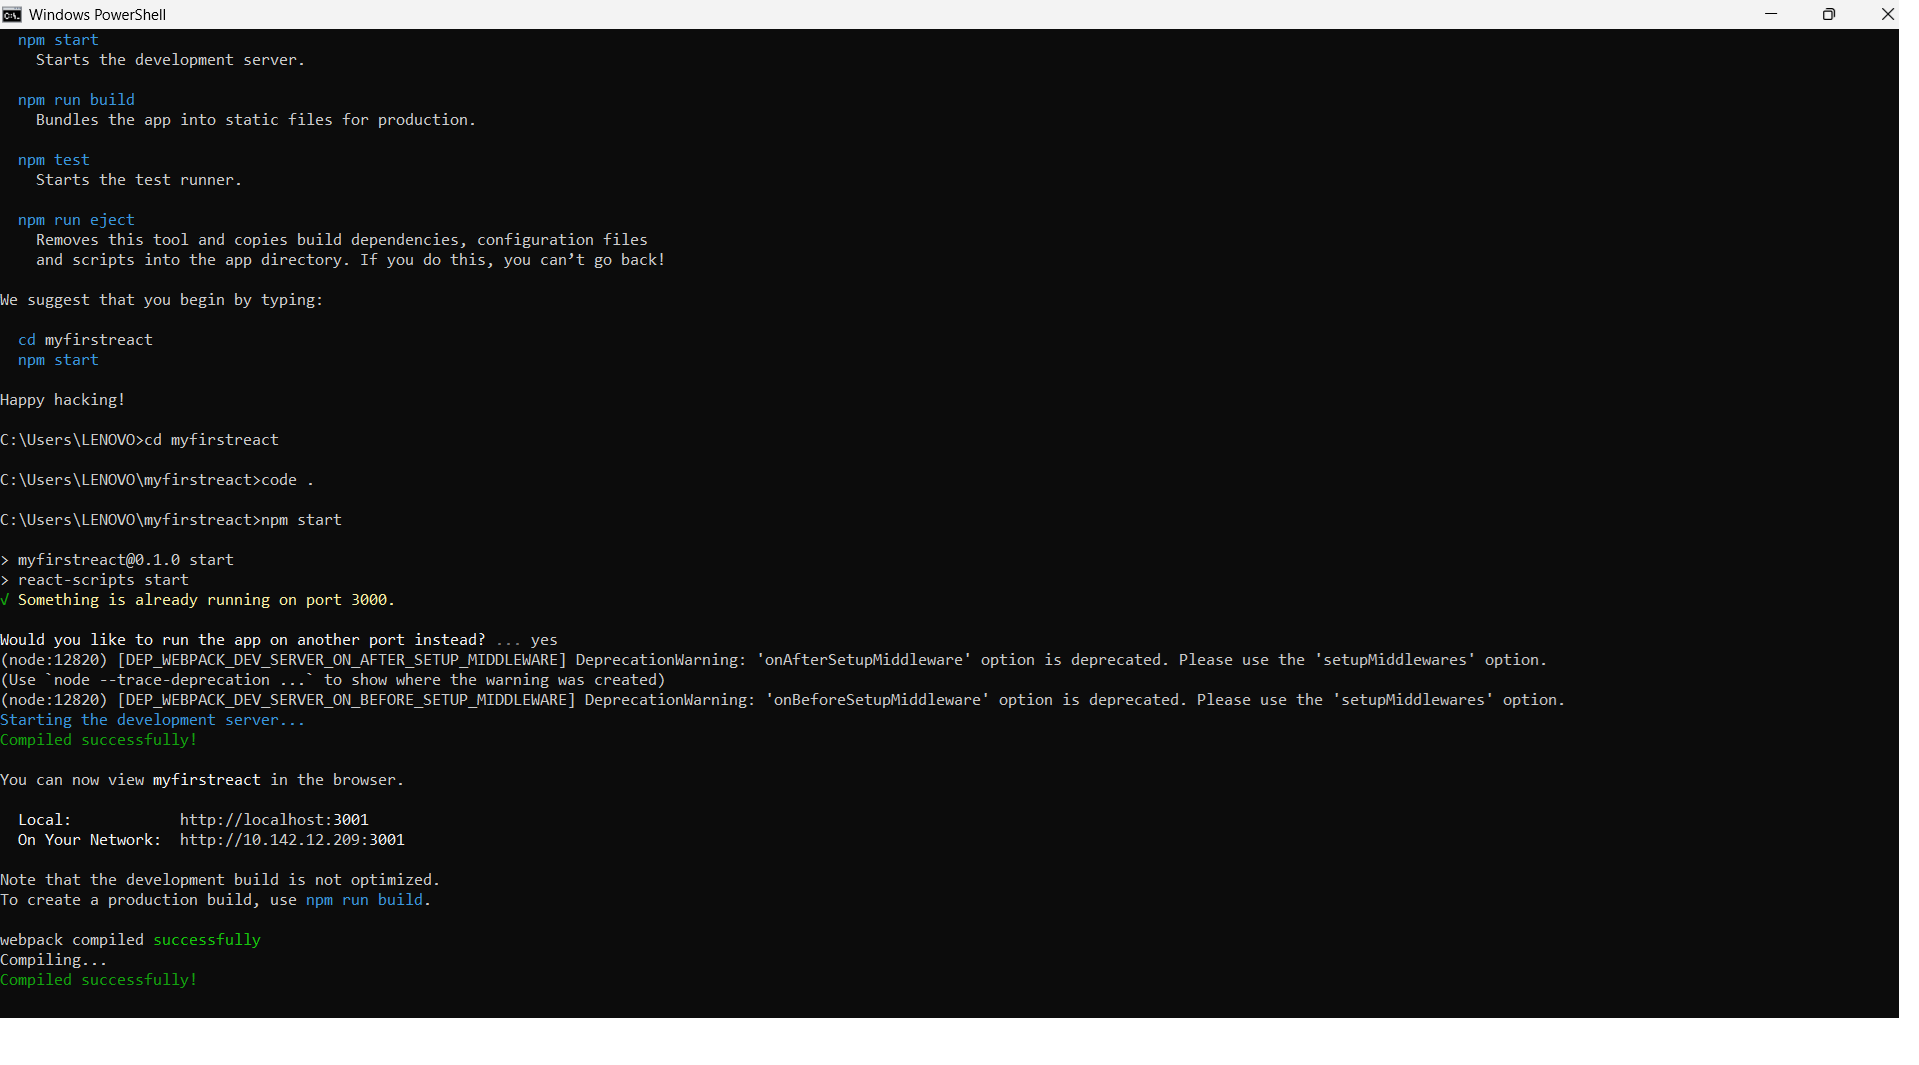 Windows PowerShell
npm start
Starts the development server.
npm run build
Bundles the app into static files for production.
npm test
Starts the test runner.
npm run eject
Removes this tool and copies build dependencies, configuration files
and scripts into the app directory. If you do this, you can’t go back!
We suggest that you begin by typing:
cd myfirstreact
npm start
Happy hacking!
C:\Users\LENOVO>cd myfirstreact
C:\Users\LENOVO\myfirstreact>code .
C:\Users\LENOVO\myfirstreact>npm start
> myfirstreact@0.1.0 start
> react-scripts start
√ Something is already running on port 3000.
Would you like to run the app on another port instead? ... yes
(node:12820) [DEP_WEBPACK_DEV_SERVER_ON_AFTER_SETUP_MIDDLEWARE] DeprecationWarning: 'onAfterSetupMiddleware' option is deprecated. Please use the 'setupMiddlewares' option.
(Use `node --trace-deprecation ...` to show where the warning was created)
(node:12820) [DEP_WEBPACK_DEV_SERVER_ON_BEFORE_SETUP_MIDDLEWARE] DeprecationWarning: 'onBeforeSetupMiddleware' option is deprecated. Please use the 'setupMiddlewares' option.
Starting the development server...
Compiled successfully!
You can now view myfirstreact in the browser.
Local: http://localhost:3001
On Your Network: http://10.142.12.209:3001
Note that the development build is not optimized.
To create a production build, use npm run build.
webpack compiled successfully
Compiling...
Compiled successfully!